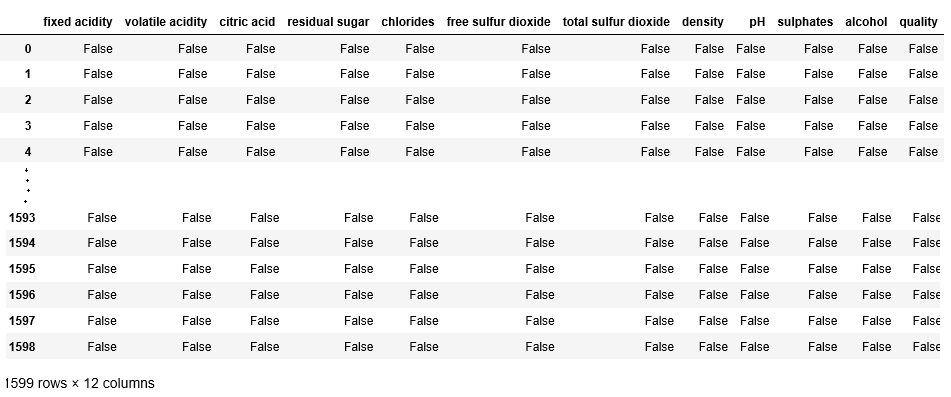 fixed acidity volatile acidity citric acid residual sugar chlorides free sulfur dioxide total sulfur dioxide density pH sulphates alcohol quality
0 False False False False False False False False False False False False
1 False False False False False False False False False False False False
2 False False False False False False False False False False False False
3 False False False False False False False False False False False False
4 False False False False False False False False False False False False
1593 False False False False False False False False False False False False
1594 False False False False False False False False False False False False
1595 False False False False False False False False False False False False
1596 False False False False False False False False False False False False
1597 False False False False False False False False False False False False
1598 False False False False False False False False False False False False
1599 rows × 12 columns